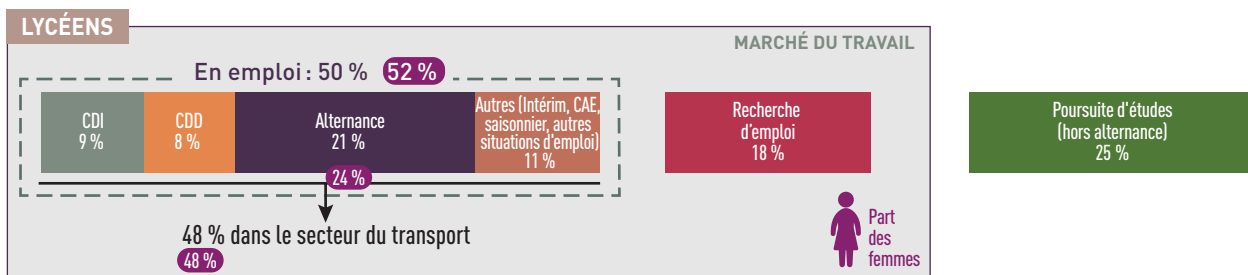 LYCÉENS
MARCHÉ DU TRAVAIL
En emploi : 50 % 52 %
CDI
9 %
CDD
8 %
Alternance
21 %
24 %
Autres (Intérim, CAE,
saisonnier, autres
situations d'emploi)
11 %
Recherche
d'emploi
18 %
Poursuite d'études
(hors alternance)
25 %
48 % dans le secteur du transport
48 %
Part
des
femmes